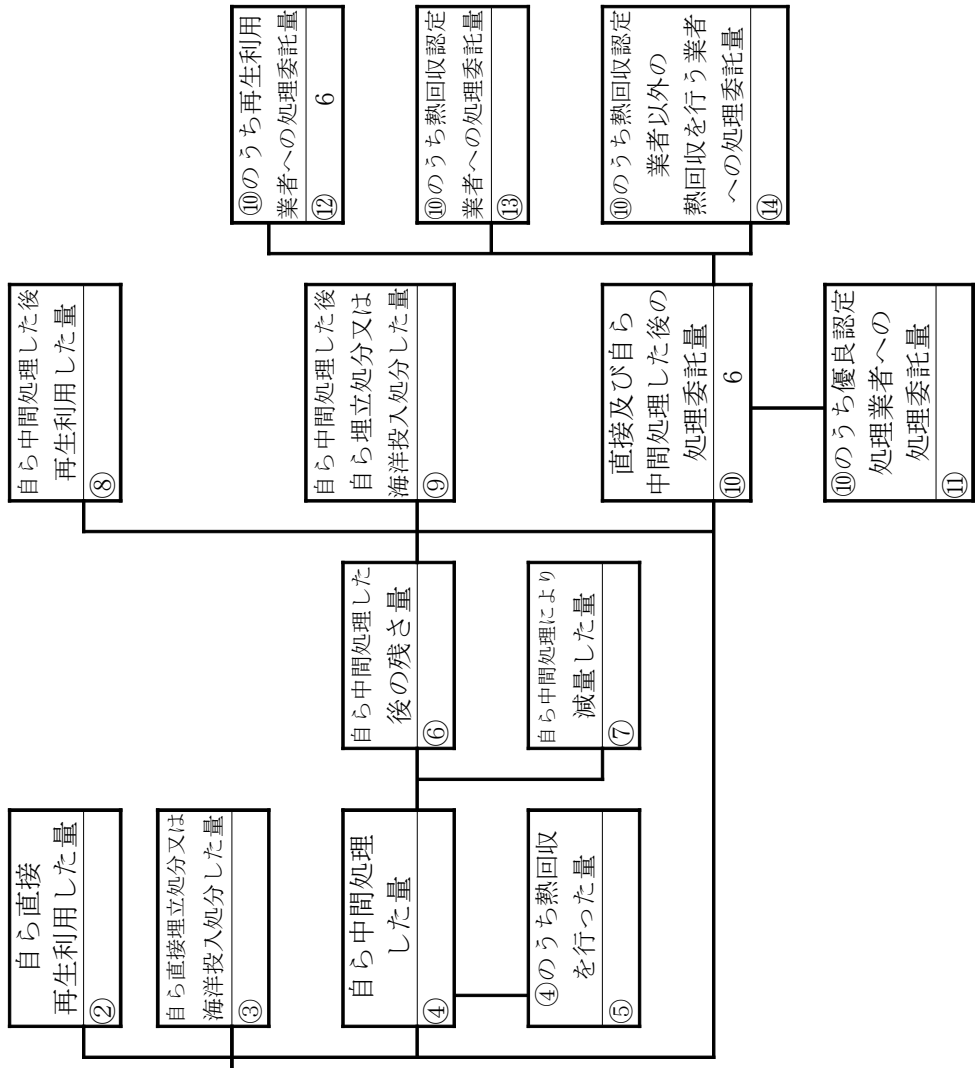 自ら直接
再生利用した量
②
自ら直接埋立処分又は
海洋投入処分した量
③
自ら中間処理
した量
④
④のうち熱回収
を行った量
⑤
自ら中間処理した
後の残さ量
⑥
自ら中間処理により
減量した量
⑦
自ら中間処理した後
再生利用した量
⑧
自ら中間処理した後
自ら埋立処分又は
海洋投入処分した量
⑨
直接及び自ら
中間処理した後の
処理委託量
⑩
6
⑩のうち優良認定
処理業者への
処理委託量
⑪
⑩のうち再生利用
業者への処理委託量
⑫
6
⑩のうち熱回収認定
業者への処理委託量
⑬
⑩のうち熱回収認定
業者以外の
熱回収を行う業者
への処理委託量
⑭